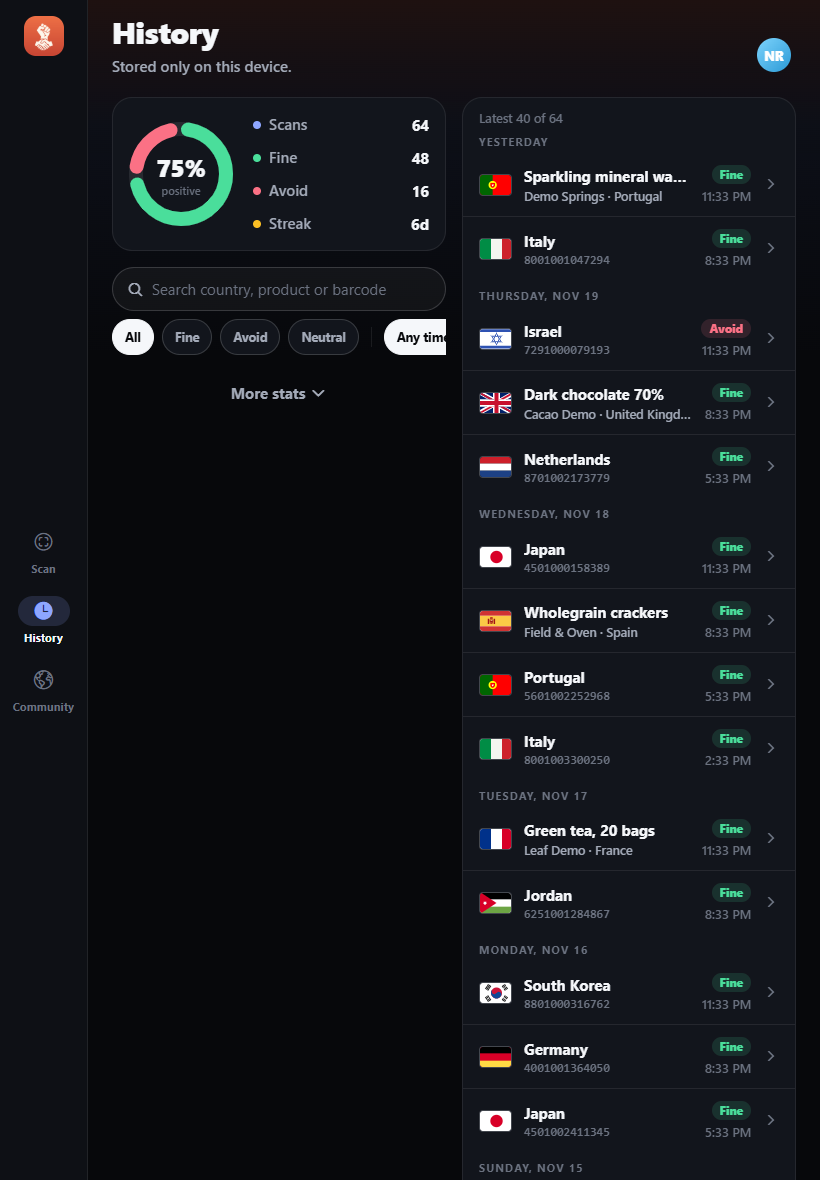 History
Stored only on this device.
NR
75%
positive
Scans 64
Fine 48
Avoid 16
Streak 6d
Search country, product or barcode
All Fine Avoid Neutral Any time
More stats
Scan
History
Community
Latest 40 of 64
YESTERDAY
Sparkling mineral wa... Fine
Demo Springs · Portugal 11:33 PM
Italy Fine
8001001047294 8:33 PM
THURSDAY, NOV 19
Israel Avoid
7291000079193 11:33 PM
Dark chocolate 70% Fine
Cacao Demo · United Kingd... 8:33 PM
Netherlands Fine
8701002173779 5:33 PM
WEDNESDAY, NOV 18
Japan Fine
4501000158389 11:33 PM
Wholegrain crackers Fine
Field & Oven · Spain 8:33 PM
Portugal Fine
5601002252968 5:33 PM
Italy Fine
8001003300250 2:33 PM
TUESDAY, NOV 17
Green tea, 20 bags Fine
Leaf Demo · France 11:33 PM
Jordan Fine
6251001284867 8:33 PM
MONDAY, NOV 16
South Korea Fine
8801000316762 11:33 PM
Germany Fine
4001001364050 8:33 PM
Japan Fine
4501002411345 5:33 PM
SUNDAY, NOV 15